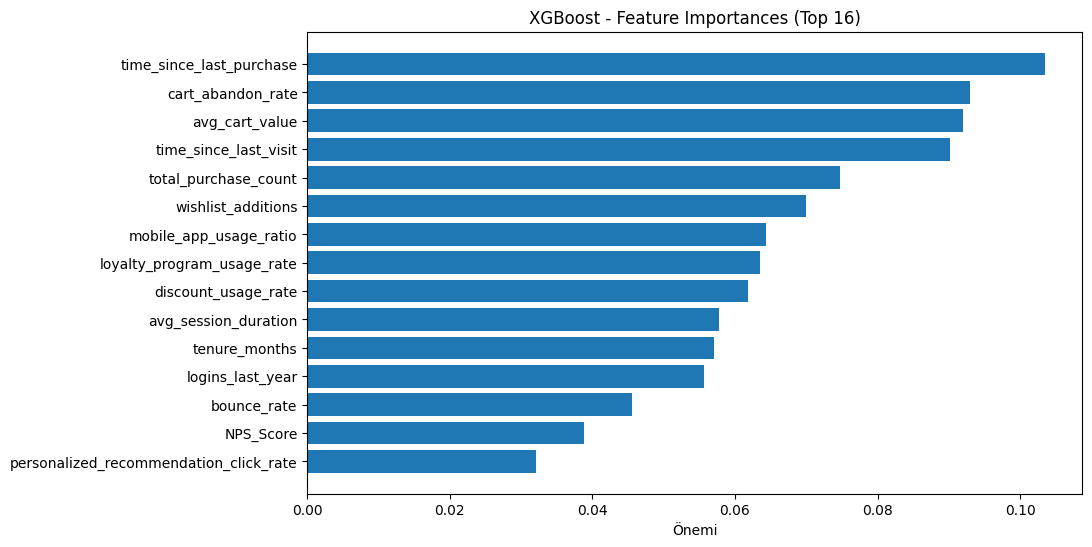 XGBoost - Feature Importances (Top 16)
time_since_last_purchase
cart_abandon_rate
avg_cart_value
time_since_last_visit
total_purchase_count
wishlist_additions
mobile_app_usage_ratio
loyalty_program_usage_rate
discount_usage_rate
avg_session_duration
tenure_months
logins_last_year
bounce_rate
NPS_Score
personalized_recommendation_click_rate
0.00 0.02 0.04 0.06 0.08 0.10
Önemi